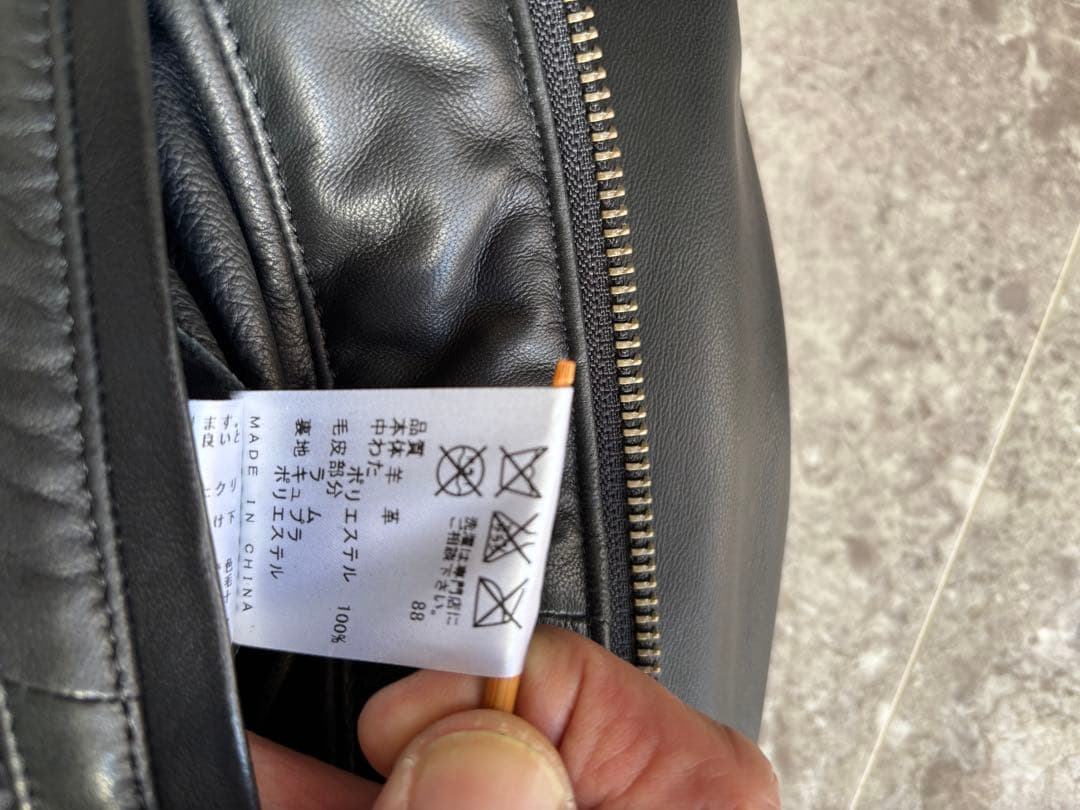 洗濯は専門店に
ご相談下さい。
88
品質
本体 羊 革
中わた ポリエステル 100%
毛皮部分 ラム
裏地 キュプラ
ポリエステル
MADE IN CHINA